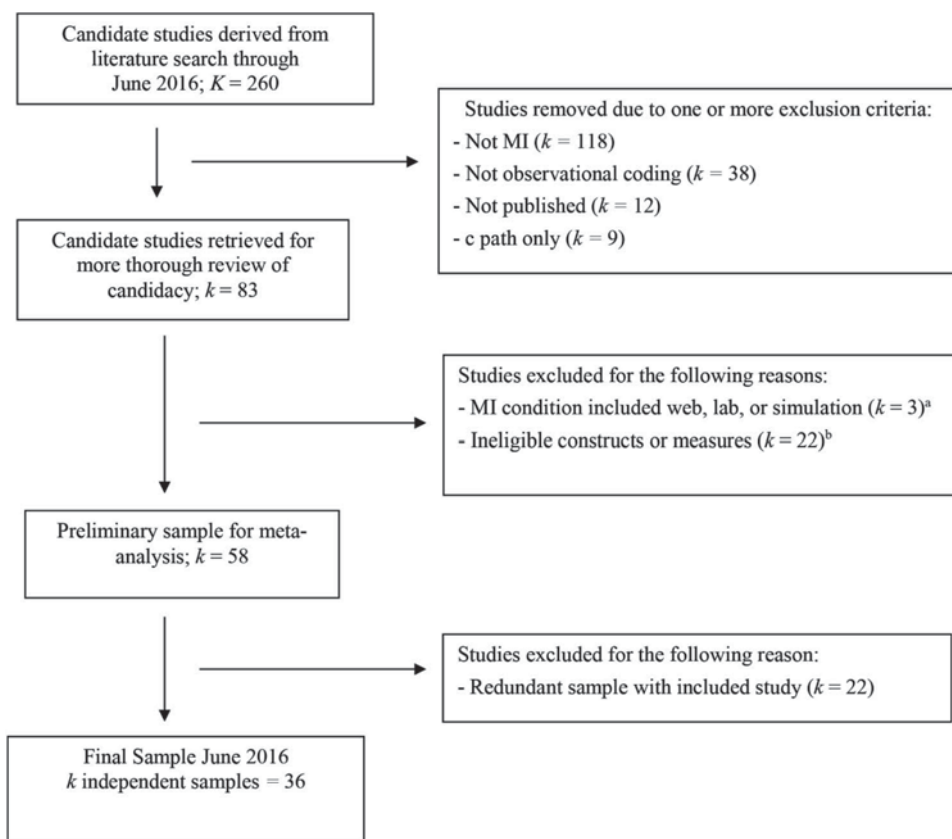 Candidate studies derived from
literature search through
June 2016; K = 260
Studies removed due to one or more exclusion criteria:
- Not MI (k = 118)
- Not observational coding (k = 38)
- Not published (k = 12)
- c path only (k = 9)
Candidate studies retrieved for
more thorough review of
candidacy; k = 83
Studies excluded for the following reasons:
- MI condition included web, lab, or simulation (k = 3)a
- Ineligible constructs or measures (k = 22)b
Preliminary sample for meta-
analysis; k = 58
Studies excluded for the following reason:
- Redundant sample with included study (k = 22)
Final Sample June 2016
k independent samples = 36